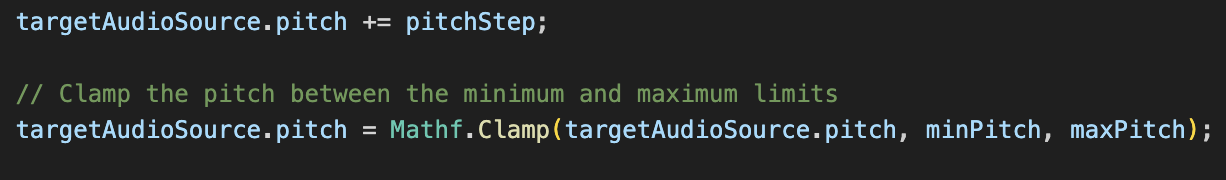 targetAudioSource.pitch += pitchStep;
// Clamp the pitch between the minimum and maximum limits
targetAudioSource.pitch = Mathf.Clamp(targetAudioSource.pitch, minPitch, maxPitch);